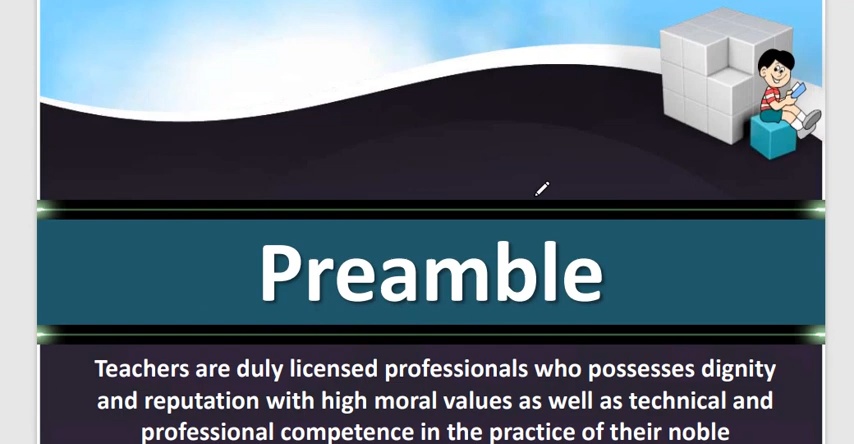 Preamble
Teachers are duly licensed professionals who possesses dignity
and reputation with high moral values as well as technical and
professional competence in the practice of their noble